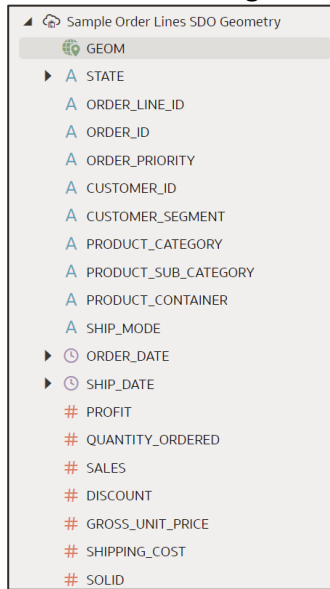 Sample Order Lines SDO Geometry
GEOM
A STATE
A ORDER_LINE_ID
A ORDER_ID
A ORDER_PRIORITY
A CUSTOMER_ID
A CUSTOMER_SEGMENT
A PRODUCT_CATEGORY
A PRODUCT_SUB_CATEGORY
A PRODUCT_CONTAINER
A SHIP_MODE
ORDER_DATE
SHIP_DATE
# PROFIT
# QUANTITY_ORDERED
# SALES
# DISCOUNT
# GROSS_UNIT_PRICE
# SHIPPING_COST
# SOLID